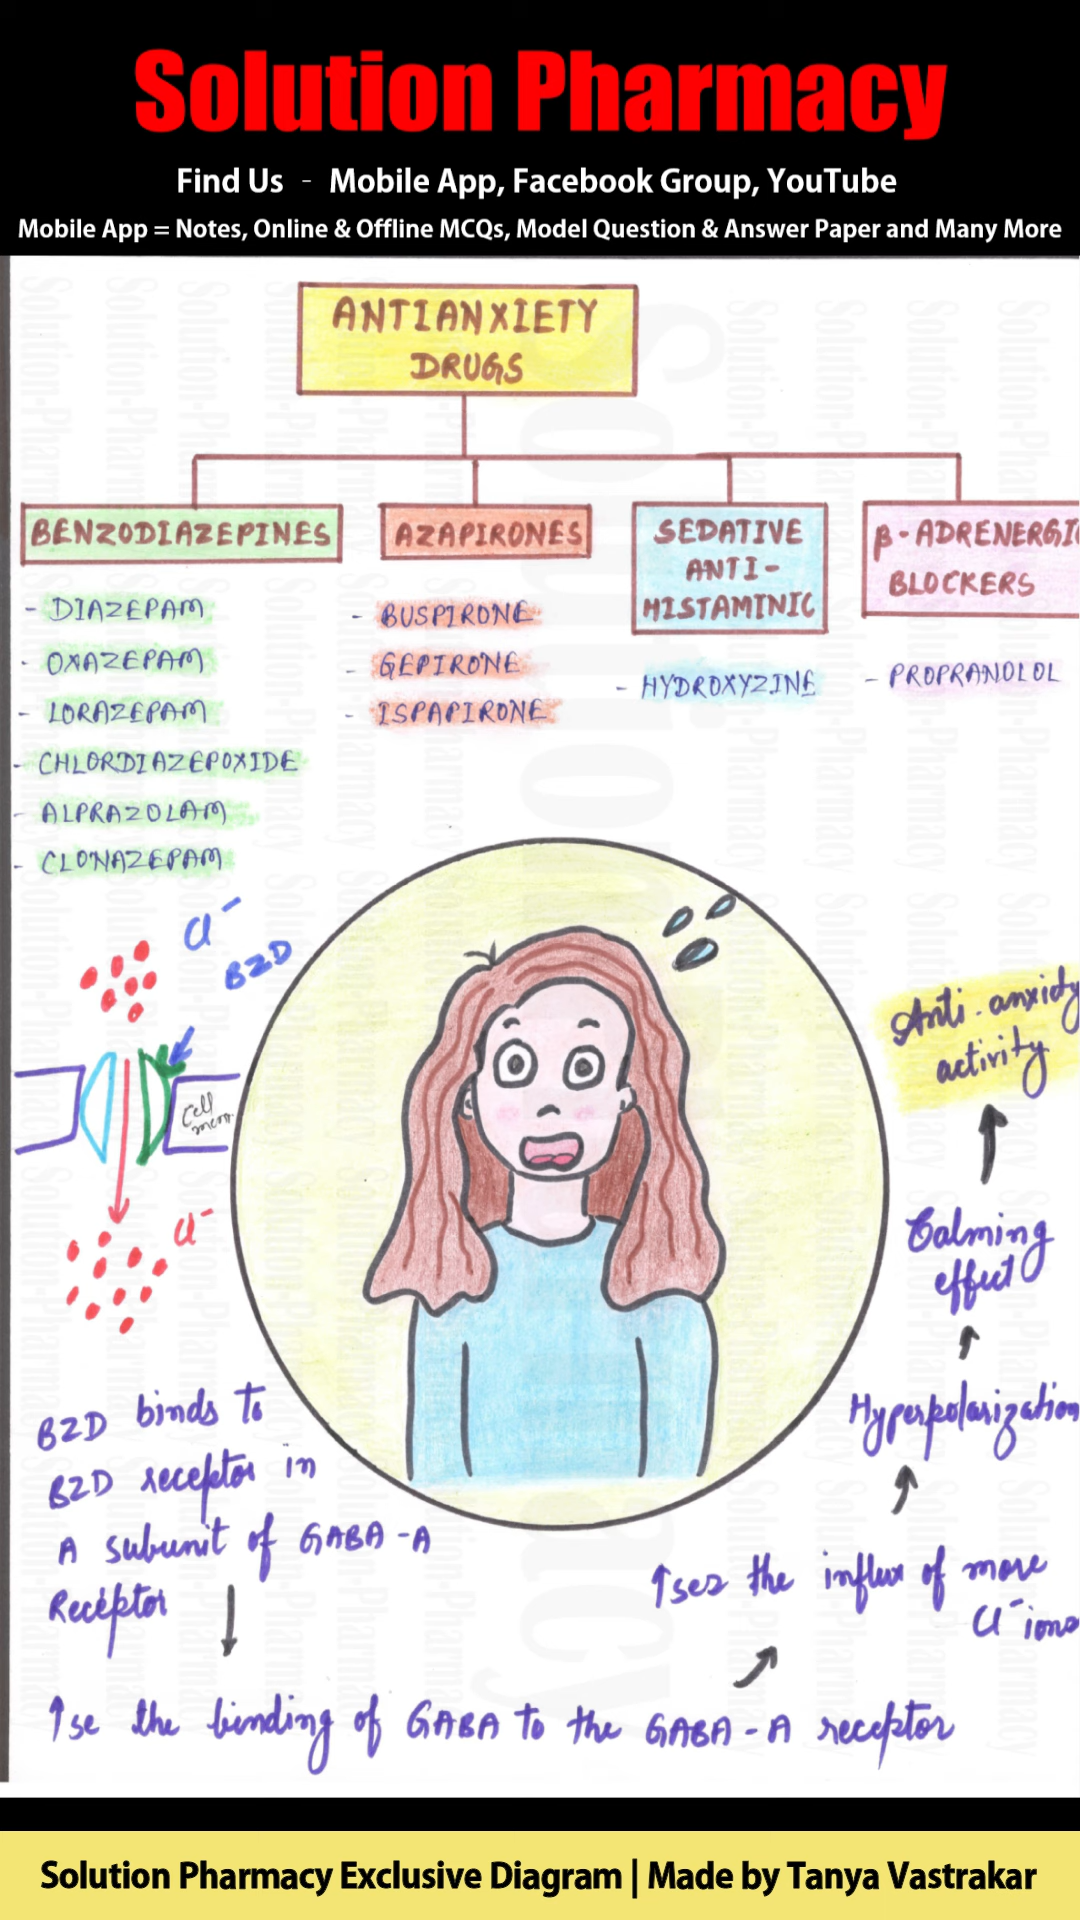 Solution Pharmacy
Find Us - Mobile App, Facebook Group, YouTube
Mobile App = Notes, Online & Offline MCQs, Model Question & Answer Paper and Many More
ANTIANXIETY
DRUGS
BENZODIAZEPINES
- DIAZEPAM
- OXAZEPAM
- LORAZEPAM
- CHLORDIAZEPOXIDE
- ALPRAZOLAM
- CLONAZEPAM
AZAPIRONES
- BUSPIRONE
- GEPIRONE
- ISPAPIRONE
SEDATIVE
ANTI-
HISTAMINIC
- HYDROXYZINE
β-ADRENERGIC
BLOCKERS
- PROPRANOLOL
Cl⁻
BZD
Cell
mem.
Cl⁻
BZD binds to
BZD receptor in
A subunit of GABA-A
Receptor
↓
↑se the binding of GABA to the GABA-A receptor
↑ses the influx of more
Cl⁻ ions
Hyperpolarization
Calming
effect
Anti-anxidy
activity
Solution Pharmacy Exclusive Diagram | Made by Tanya Vastrakar